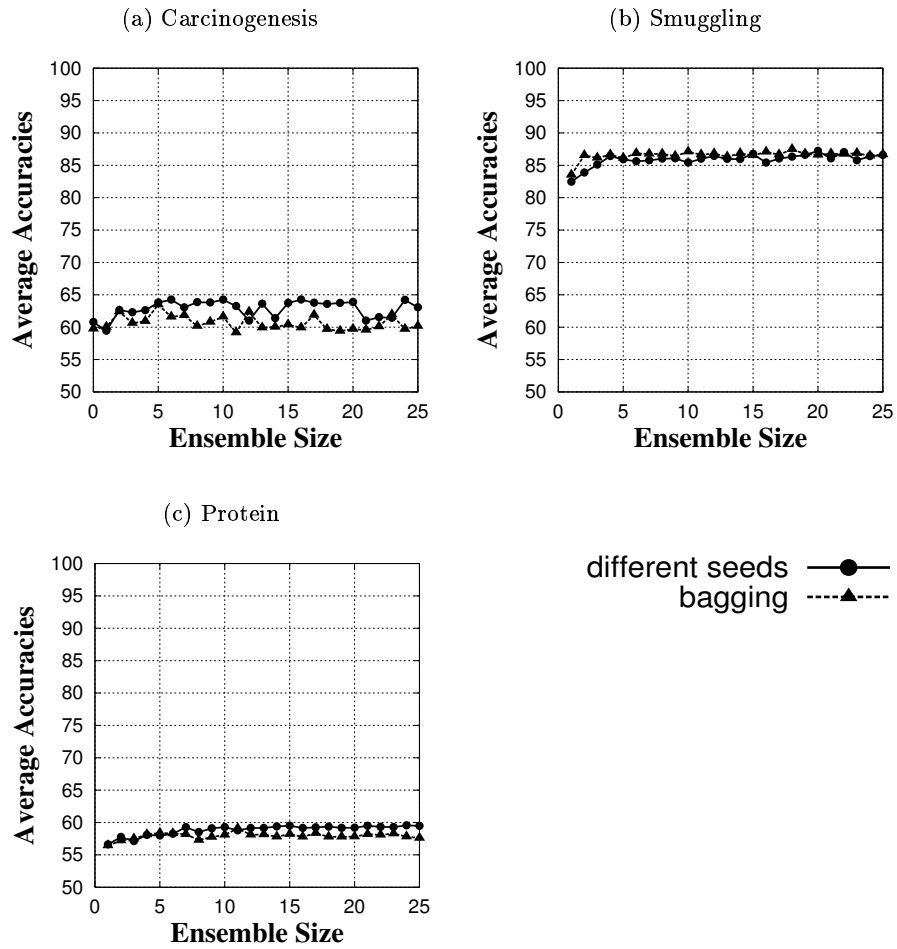 (a) Carcinogenesis
100
95
90
85
80
75
70
65
60
55
50
0 5 10 15 20 25
Average Accuracies
Ensemble Size
(b) Smuggling
100
95
90
85
80
75
70
65
60
55
50
0 5 10 15 20 25
Average Accuracies
Ensemble Size
(c) Protein
100
95
90
85
80
75
70
65
60
55
50
0 5 10 15 20 25
Average Accuracies
Ensemble Size
different seeds
bagging